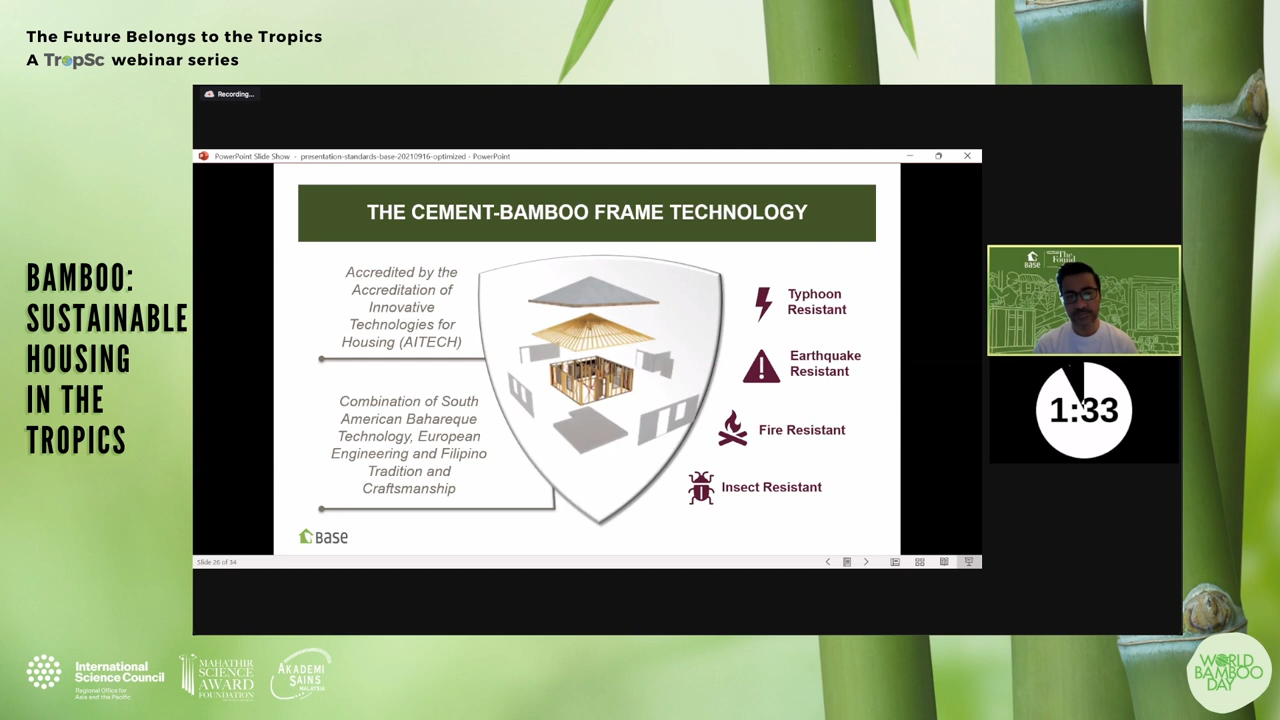 The Future Belongs to the Tropics
A TropSc webinar series
BAMBOO:
SUSTAINABLE
HOUSING
IN THE
TROPICS
Recording...
PowerPoint Slide Show - presentation-standards-base-20210916-optimized - PowerPoint
THE CEMENT-BAMBOO FRAME TECHNOLOGY
Accredited by the
Accreditation of
Innovative
Technologies for
Housing (AITECH)
Combination of South
American Bahareque
Technology, European
Engineering and Filipino
Tradition and
Craftsmanship
Typhoon
Resistant
Earthquake
Resistant
Fire Resistant
Insect Resistant
BASE
Slide 26 of 34
BASE
The
Found
1:33
International
Science Council
Regional Office for
Asia and the Pacific
MAHATHIR
SCIENCE
AWARD
FOUNDATION
AKADEMI
SAINS
MALAYSIA
WORLD
BAMBOO
DAY